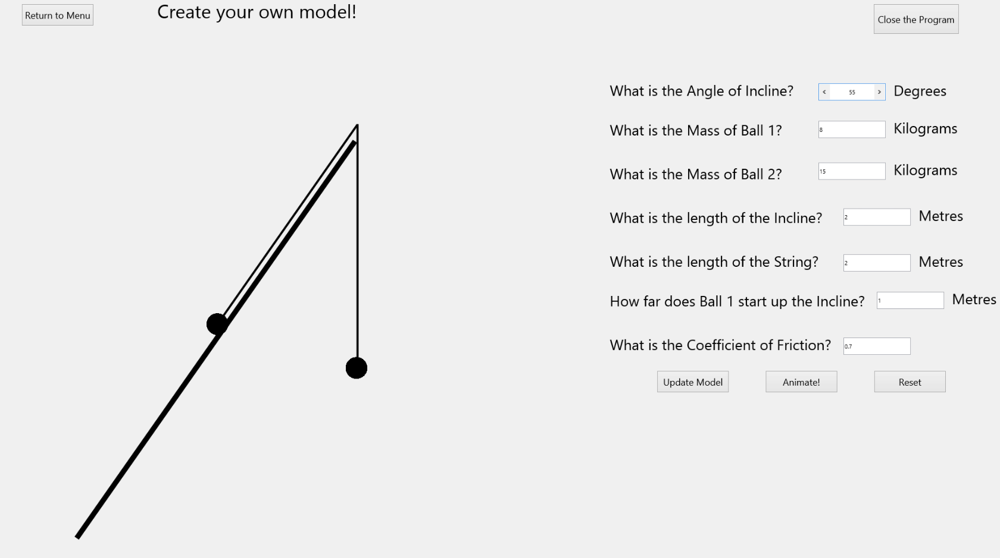 Return to Menu
Create your own model!
Close the Program
What is the Angle of Incline? < 55 > Degrees
What is the Mass of Ball 1? 8 Kilograms
What is the Mass of Ball 2? 15 Kilograms
What is the length of the Incline? 2 Metres
What is the length of the String? 2 Metres
How far does Ball 1 start up the Incline? 1 Metres
What is the Coefficient of Friction? 0.7
Update Model Animate! Reset